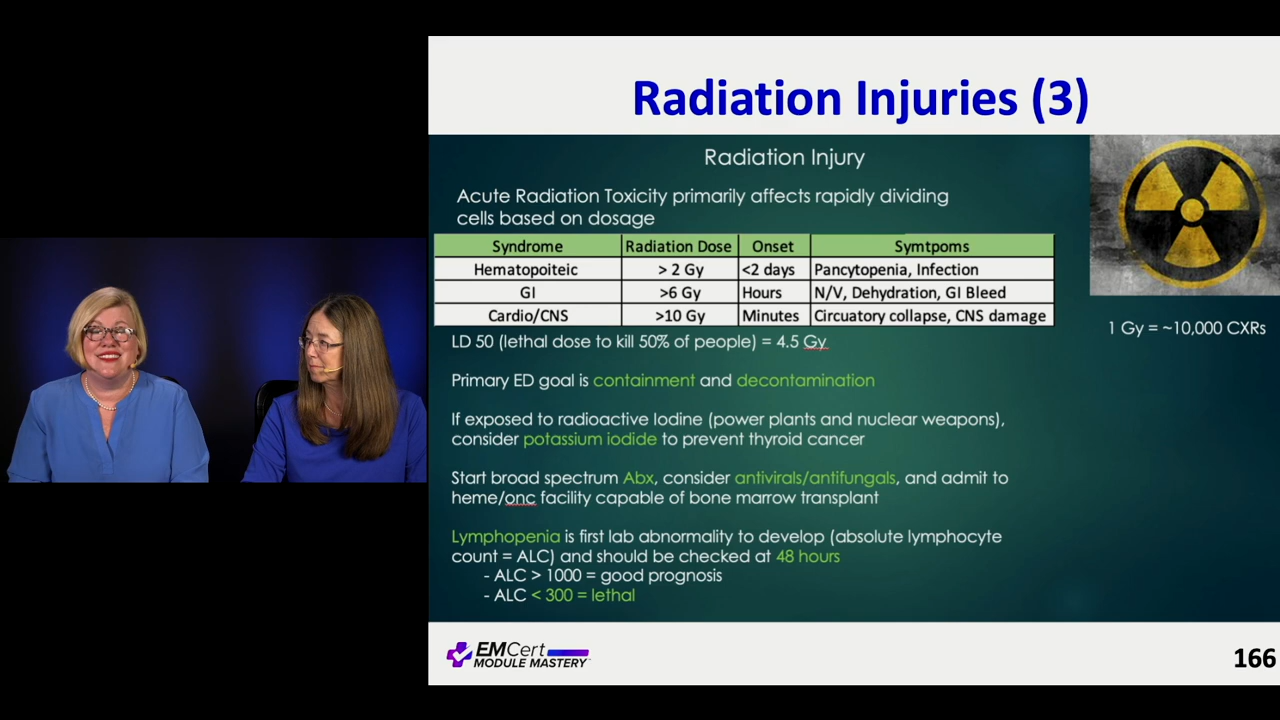 Radiation Injuries (3)
Radiation Injury
Acute Radiation Toxicity primarily affects rapidly dividing
cells based on dosage
Syndrome Radiation Dose Onset Symtpoms
Hematopoiteic > 2 Gy <2 days Pancytopenia, Infection
GI >6 Gy Hours N/V, Dehydration, GI Bleed
Cardio/CNS >10 Gy Minutes Circuatory collapse, CNS damage
1 Gy = ~10,000 CXRs
LD 50 (lethal dose to kill 50% of people) = 4.5 Gy
Primary ED goal is containment and decontamination
If exposed to radioactive Iodine (power plants and nuclear weapons),
consider potassium iodide to prevent thyroid cancer
Start broad spectrum Abx, consider antivirals/antifungals, and admit to
heme/onc facility capable of bone marrow transplant
Lymphopenia is first lab abnormality to develop (absolute lymphocyte
count = ALC) and should be checked at 48 hours
- ALC > 1000 = good prognosis
- ALC < 300 = lethal
EMCert
MODULE MASTERY
166